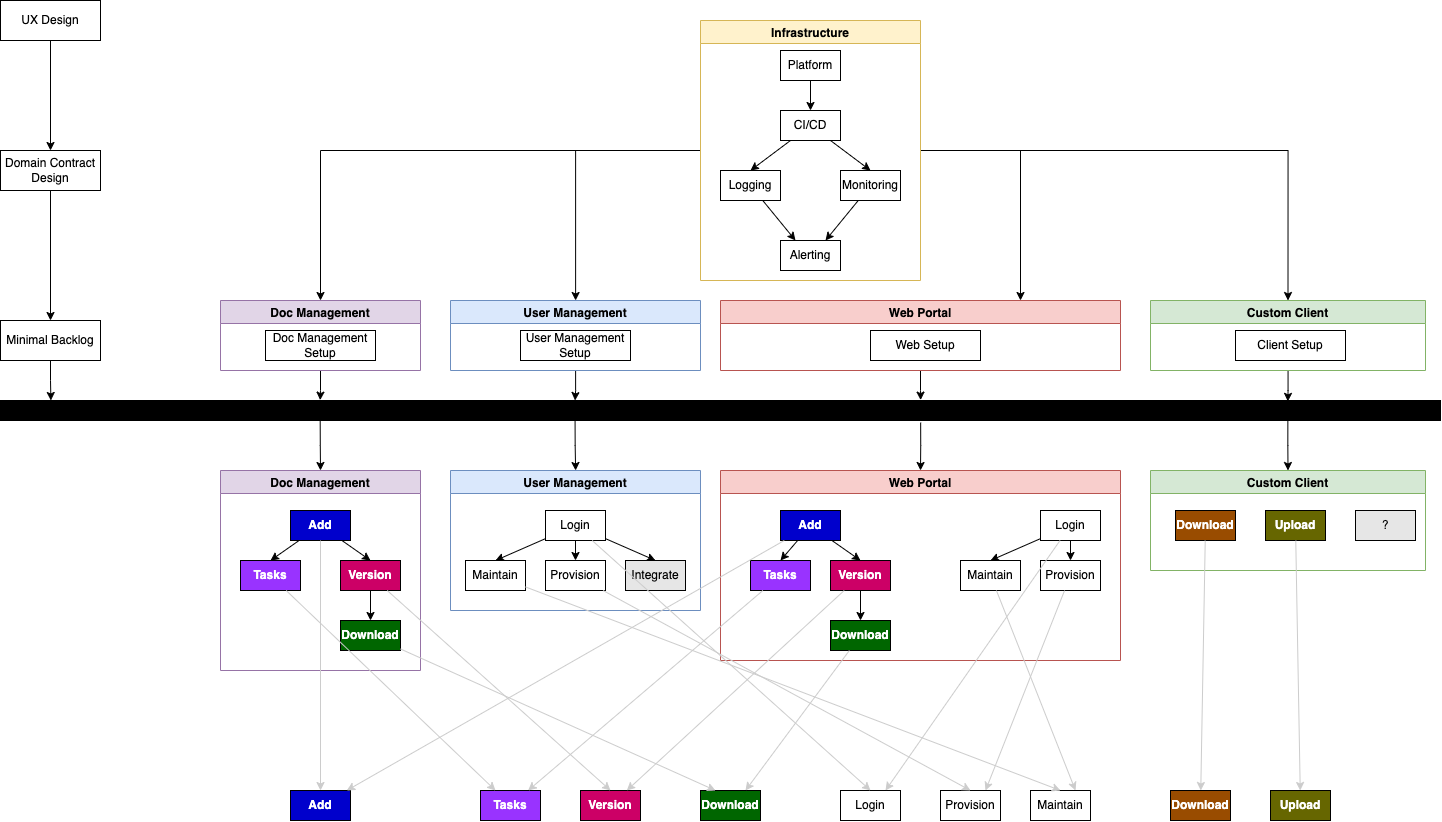 UX Design
Infrastructure
Platform
CI/CD
Domain Contract
Design
Logging
Monitoring
Alerting
Doc Management
User Management
Web Portal
Custom Client
Minimal Backlog
Doc Management
Setup
User Management
Setup
Web Setup
Client Setup
Doc Management
User Management
Web Portal
Custom Client
Add
Login
Add
Login
Download
Upload
?
Tasks
Version
Maintain
Provision
Integrate
Tasks
Version
Maintain
Provision
Download
Download
Add
Tasks
Version
Download
Login
Provision
Maintain
Download
Upload